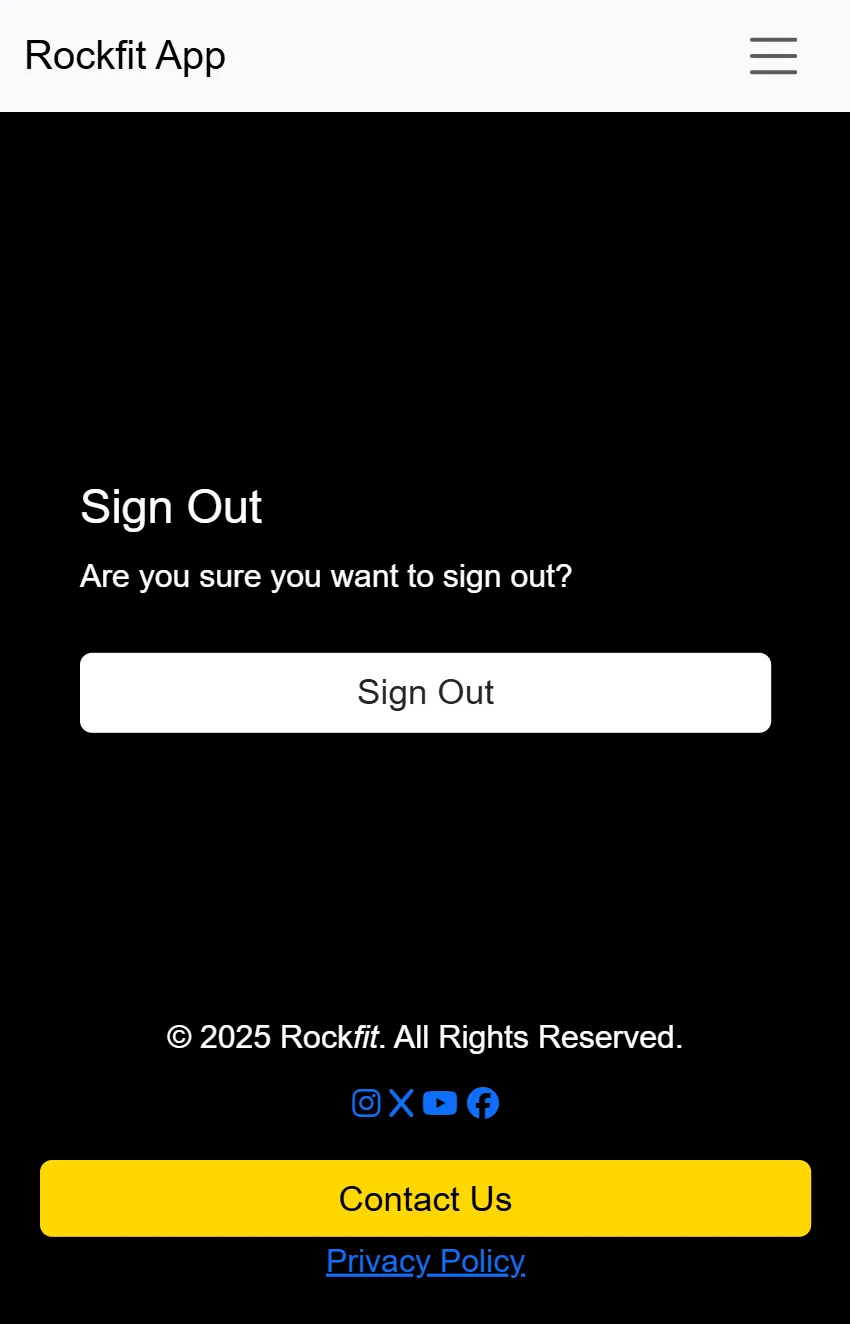 Rockfit App
Sign Out
Are you sure you want to sign out?
Sign Out
© 2025 Rockfit. All Rights Reserved.
Contact Us
Privacy Policy